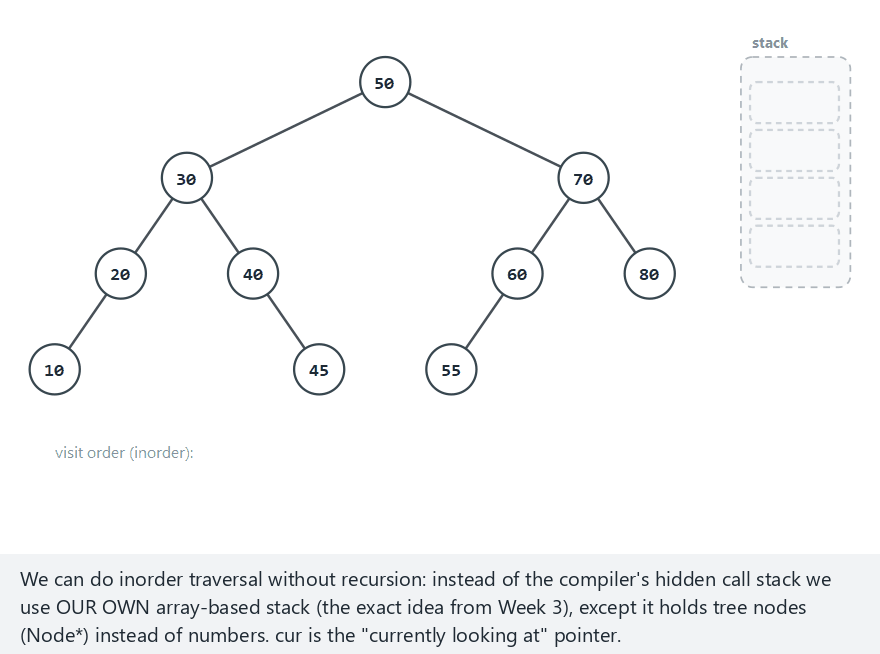 stack
50
30
70
20
40
60
80
10
45
55
visit order (inorder):
We can do inorder traversal without recursion: instead of the compiler's hidden call stack we
use OUR OWN array-based stack (the exact idea from Week 3), except it holds tree nodes
(Node*) instead of numbers. cur is the "currently looking at" pointer.